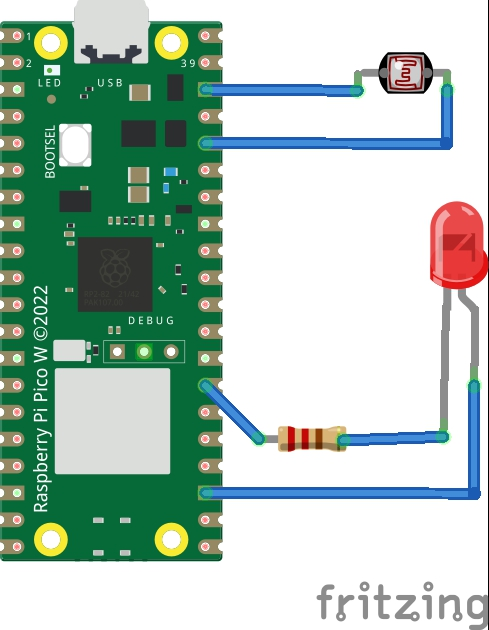 1
2
39
LED
USB
BOOTSEL
DEBUG
Raspberry Pi Pico W ©2022
fritzing